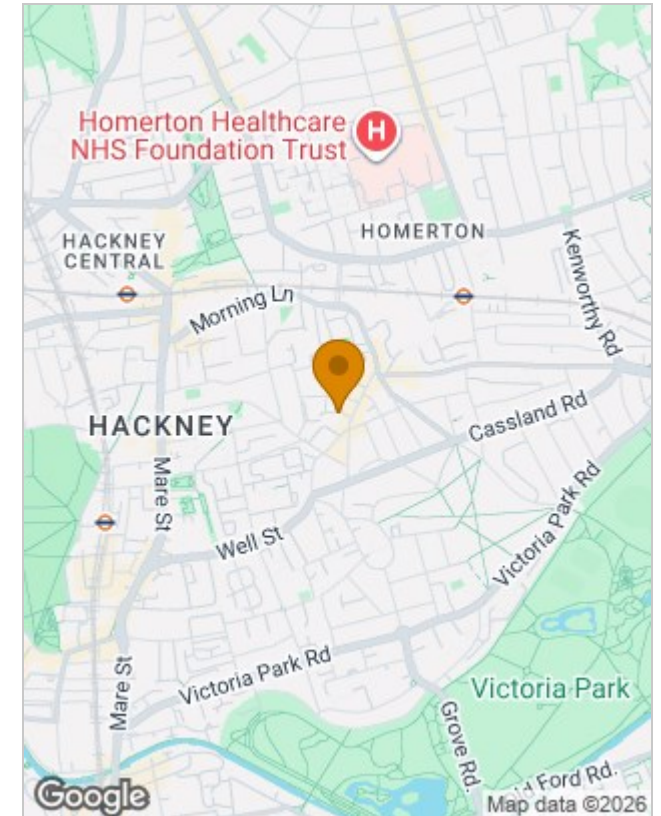 Homerton Healthcare
NHS Foundation Trust
H
HOMERTON
HACKNEY
CENTRAL
Kenworthy Rd
Morning Ln
HACKNEY
Cassland Rd
Mare St
Well St
Victoria Park Rd
Victoria Park Rd
Mare St
Victoria Park
Grove Rd.
Ford Rd.
Google
Map data ©2026